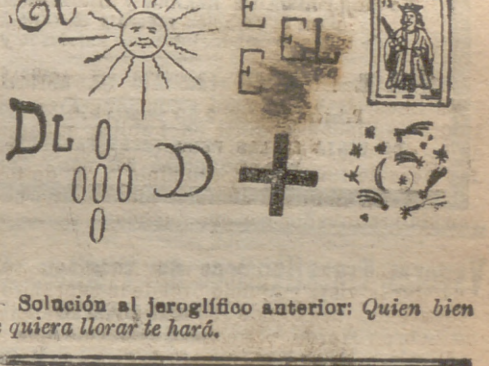 E
E EL
E
DL
Solución al jeroglífico anterior: Quien bien
quiera llorar te hará.